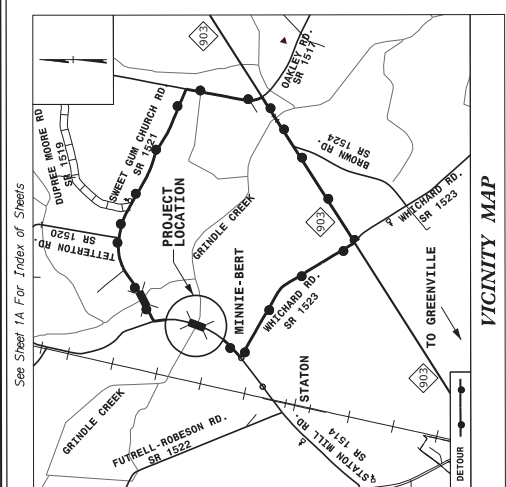 See Sheet 1A For Index of Sheets
DUPREE MOORE RD
SR 1519
SWEET GUM CHURCH RD
SR 1521
TETTERTON RD.
SR 1520
903
OAKLEY RD.
SR 1517
PROJECT
LOCATION
GRINDLE CREEK
BROWN RD.
SR 1524
903
WHICHARD RD.
SR 1523
MINNIE-BERT
WHICHARD RD.
SR 1523
GRINDLE CREEK
STATON
TO GREENVILLE
903
FUTRELL-ROBESON RD.
SR 1522
STATON MILL RD.
SR 1514
DETOUR
VICINITY MAP